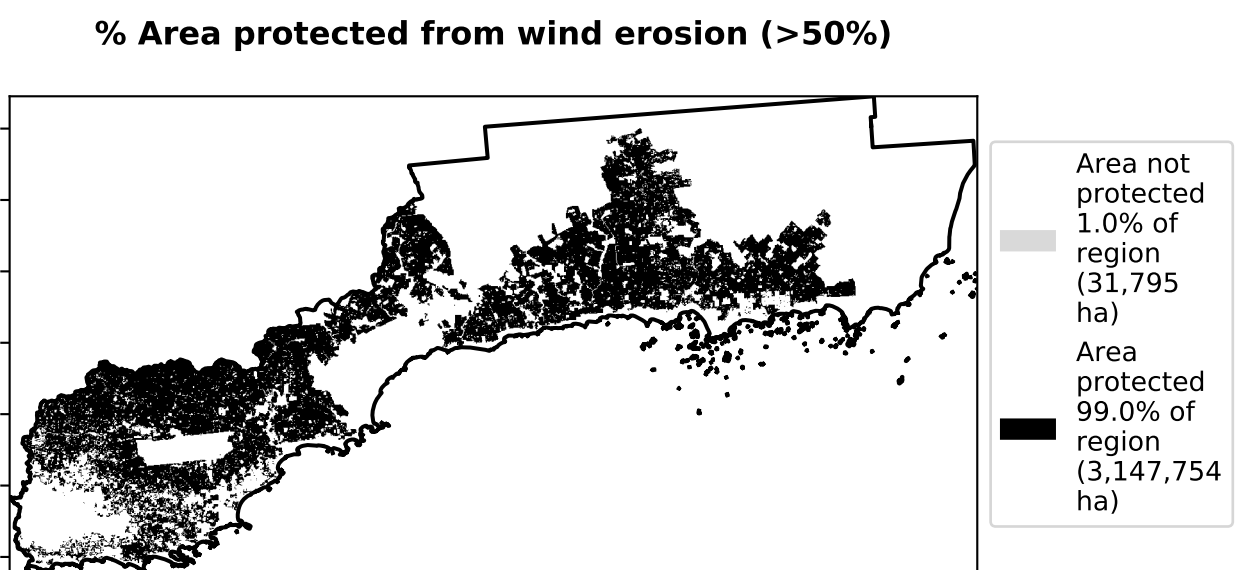 % Area protected from wind erosion (>50%)
Area not
protected
1.0% of
region
(31,795
ha)
Area
protected
99.0% of
region
(3,147,754
ha)